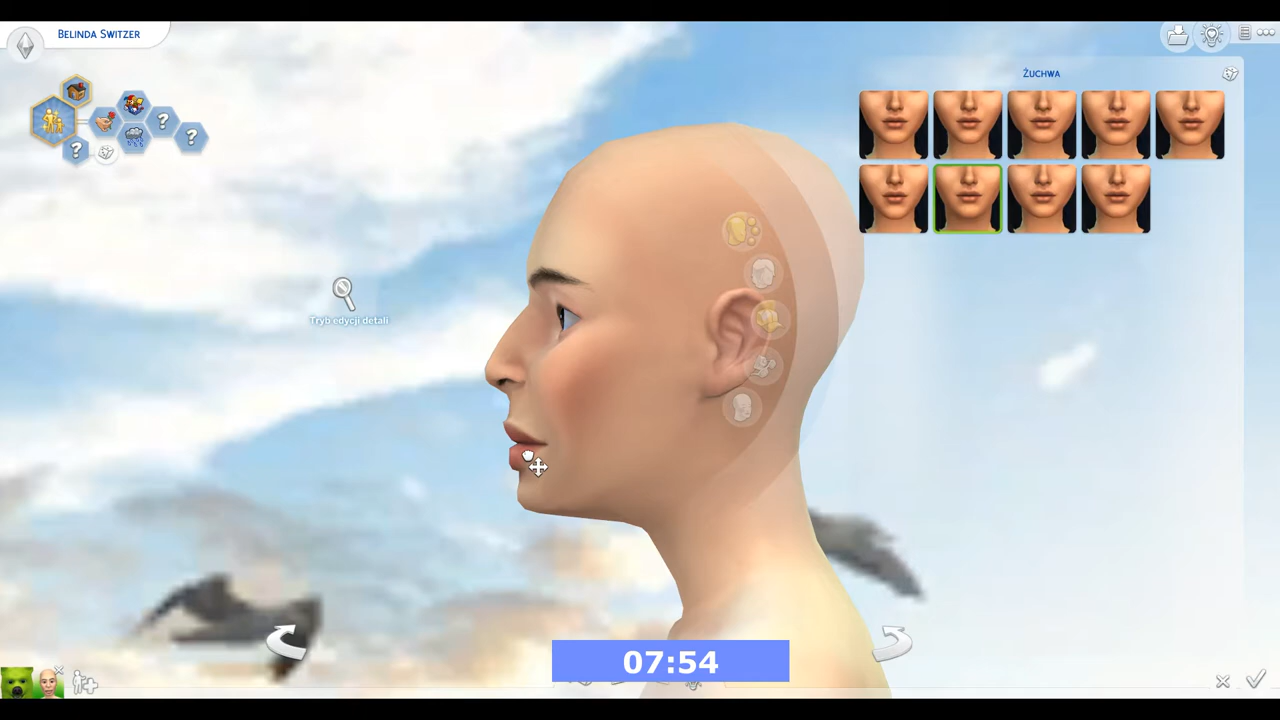 Belinda Switzer
Żuchwa
?
?
?
Tryb edycji detali
07:54